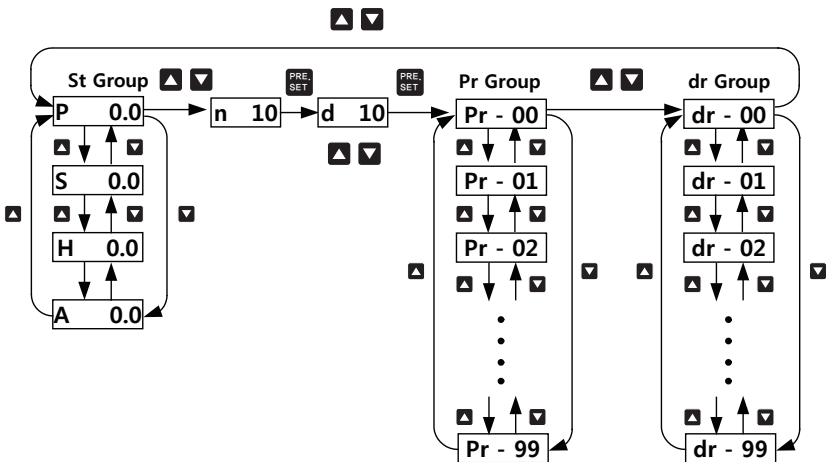 St Group
PRE.
SET
PRE.
SET
Pr Group
dr Group
P 0.0
n 10
d 10
Pr - 00
dr - 00
S 0.0
Pr - 01
dr - 01
H 0.0
Pr - 02
dr - 02
A 0.0
Pr - 99
dr - 99